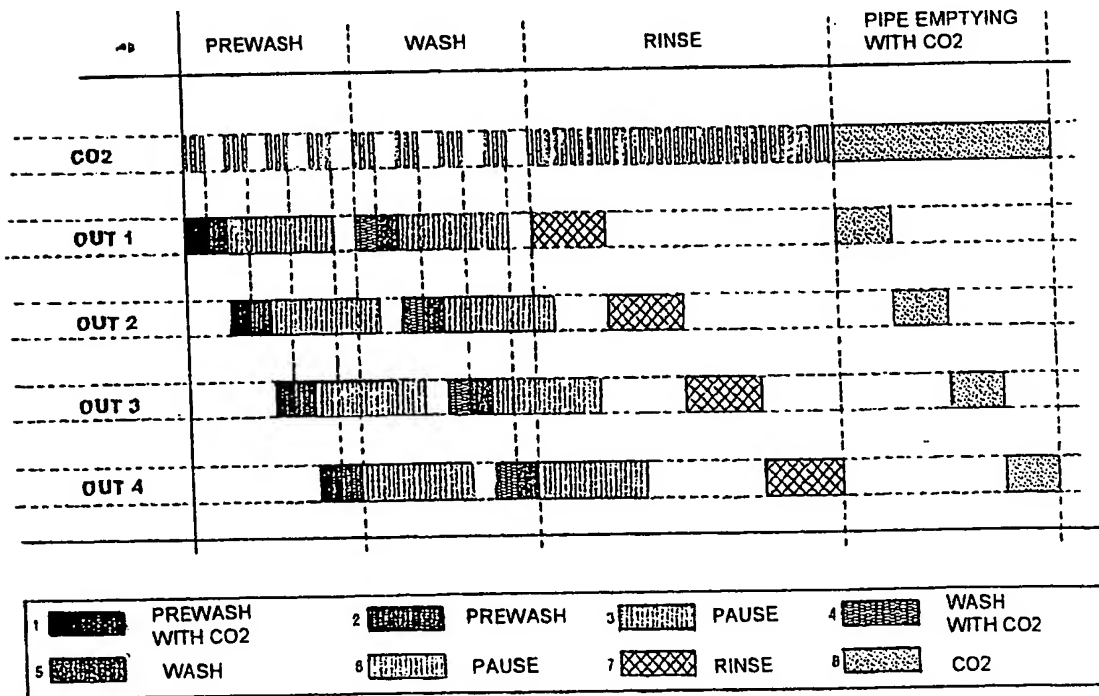 PREWASH
WASH
RINSE
PIPE EMPTYING
WITH CO2
CO2
OUT 1
OUT 2
OUT 3
OUT 4
1 PREWASH
WITH CO2
2 PREWASH
3 PAUSE
4 WASH
WITH CO2
5 WASH
6 PAUSE
7 RINSE
8 CO2